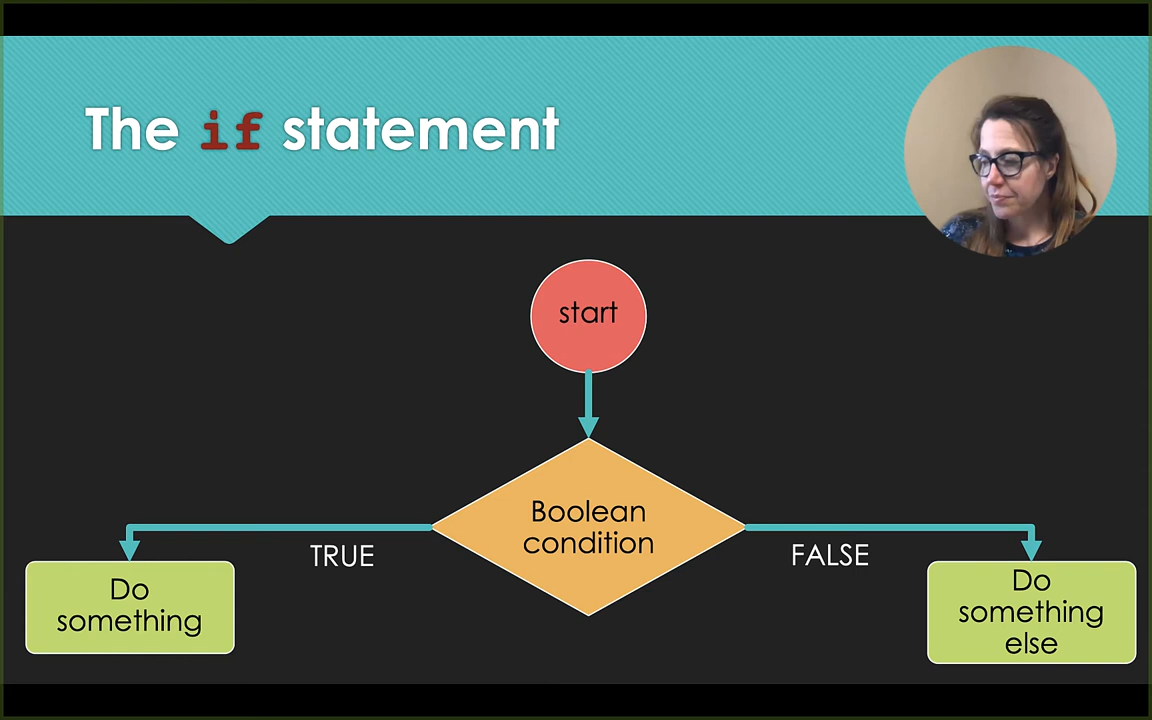 The if statement
start
Boolean
condition
TRUE
FALSE
Do
something
Do
something
else